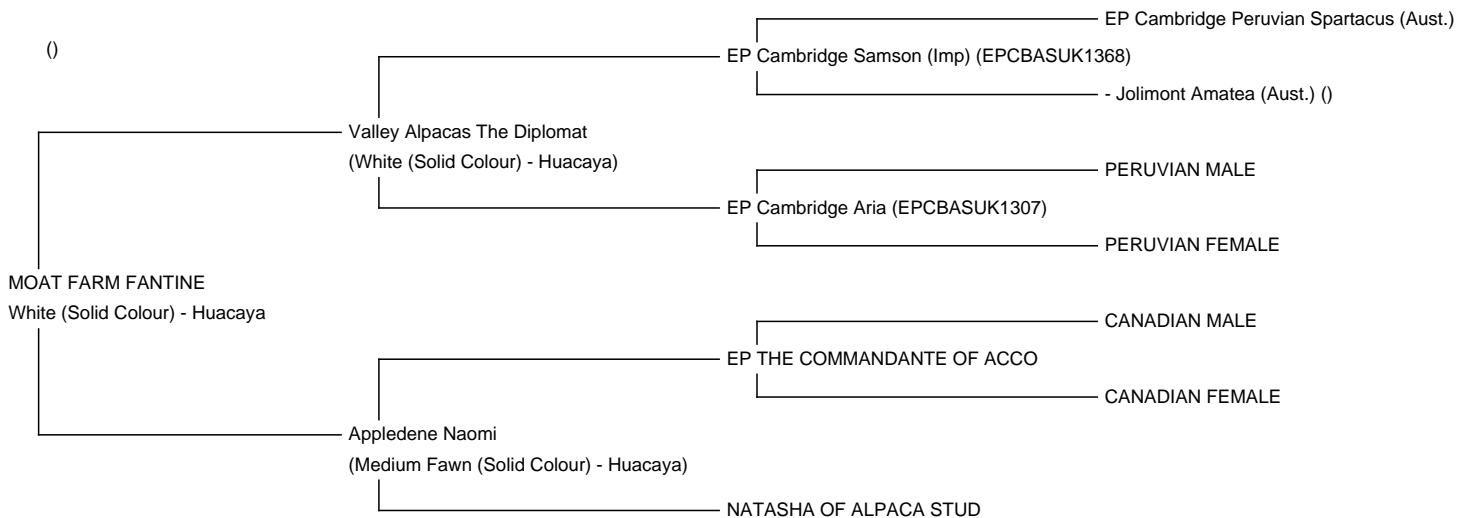 EP Cambridge Peruvian Spartacus (Aust.)
()
EP Cambridge Samson (Imp) (EPCBASUK1368)
- Jolimont Amatea (Aust.) ()
Valley Alpacas The Diplomat
(White (Solid Colour) - Huacaya)
PERUVIAN MALE
EP Cambridge Aria (EPCBASUK1307)
PERUVIAN FEMALE
MOAT FARM FANTINE
White (Solid Colour) - Huacaya
CANADIAN MALE
EP THE COMMANDANTE OF ACCO
CANADIAN FEMALE
Appledene Naomi
(Medium Fawn (Solid Colour) - Huacaya)
NATASHA OF ALPACA STUD